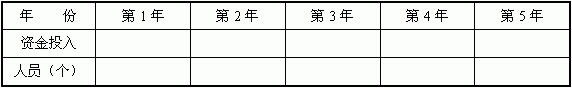 年 份 第1年 第2年 第3年 第4年 第5年
资金投入
人员（个）